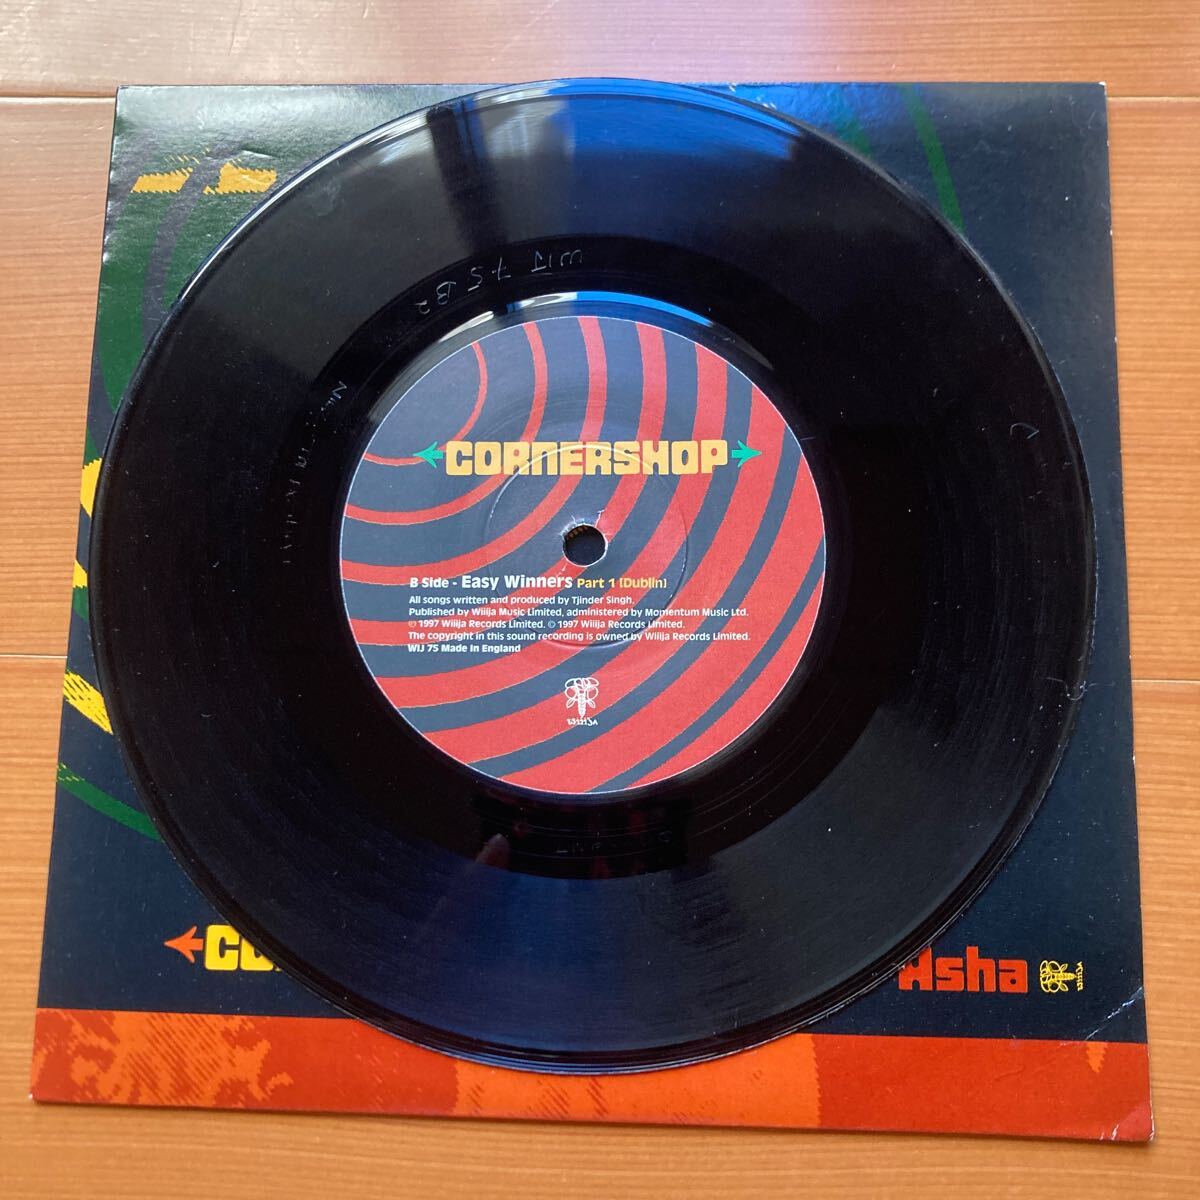 WIJ 75 B2
CORNERSHOP
B Side - Easy Winners Part 1 [Dublin]
All songs written and produced by Tjinder Singh.
Published by Wiiija Music Limited, administered by Momentum Music Ltd.
℗ 1997 Wiiija Records Limited. © 1997 Wiiija Records Limited.
The copyright in this sound recording is owned by Wiiija Records Limited.
WIJ 75 Made in England
Asha